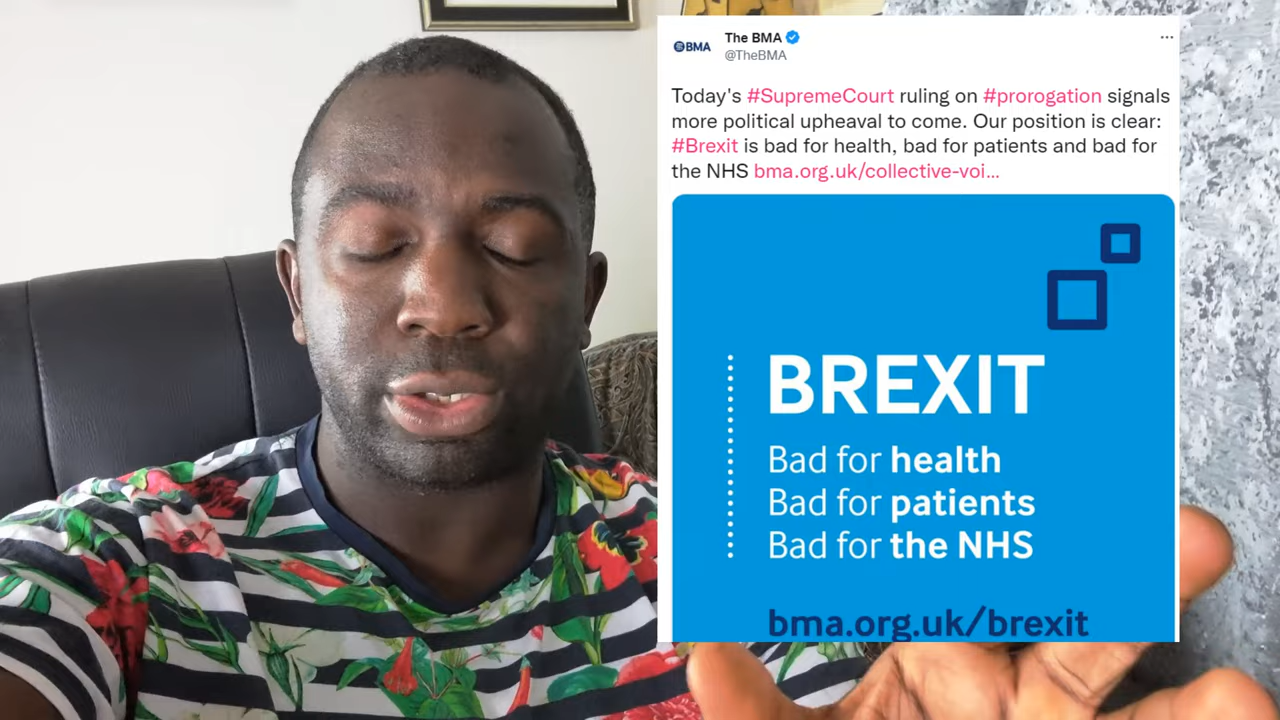 BMA
The BMA
@TheBMA
Today's #SupremeCourt ruling on #prorogation signals
more political upheaval to come. Our position is clear:
#Brexit is bad for health, bad for patients and bad for
the NHS bma.org.uk/collective-voi...
BREXIT
Bad for health
Bad for patients
Bad for the NHS
bma.org.uk/brexit